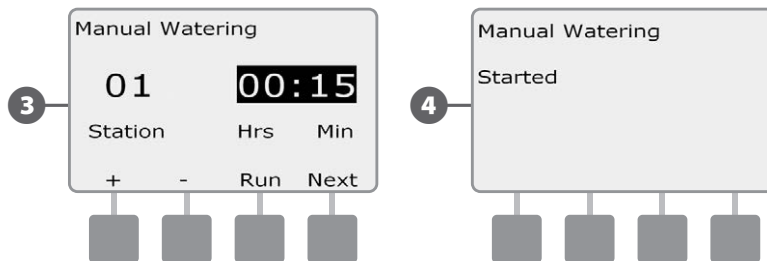 3
Manual Watering
01 00:15
Station Hrs Min
+ - Run Next
4
Manual Watering
Started